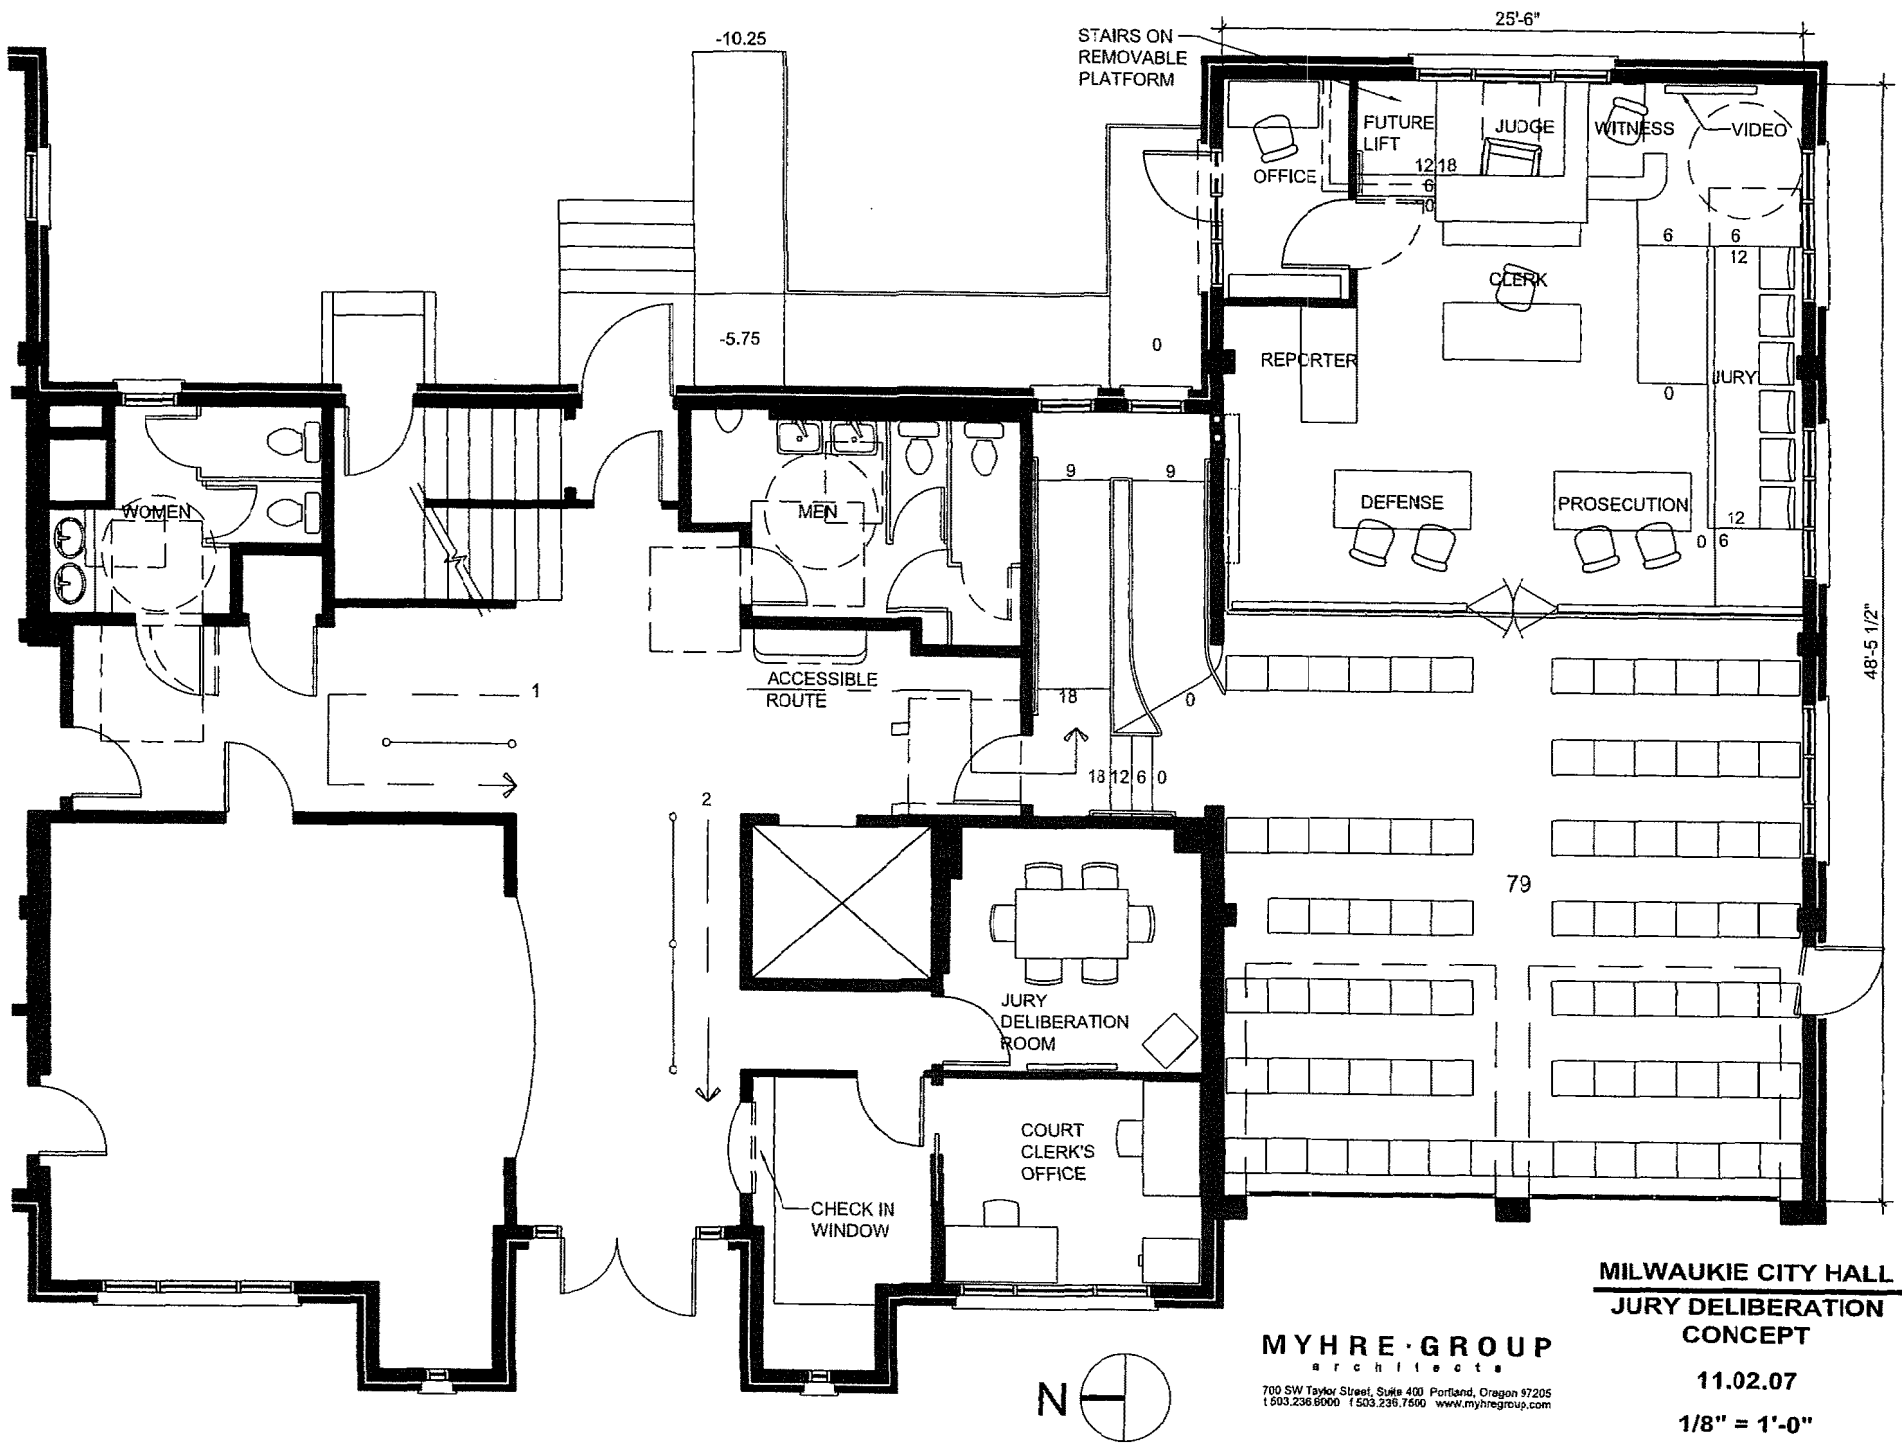 25'-6"
-10.25
STAIRS ON
REMOVABLE
PLATFORM
FUTURE
LIFT
JUDGE
WITNESS
VIDEO
OFFICE
12 18
6
0
6
6
12
CLERK
-5.75
0
REPORTER
JURY
0
9
9
WOMEN
MEN
DEFENSE
PROSECUTION
12
0 6
48'-5 1/2"
ACCESSIBLE
ROUTE
1
18
0
18 12 6 0
2
79
JURY
DELIBERATION
ROOM
COURT
CLERK'S
OFFICE
CHECK IN
WINDOW
MILWAUKIE CITY HALL
JURY DELIBERATION
CONCEPT
11.02.07
1/8" = 1'-0"
MYHRE·GROUP
architects
700 SW Taylor Street, Suite 400 Portland, Oregon 97205
t 503.236.6000 f 503.236.7500 www.myhregroup.com
N